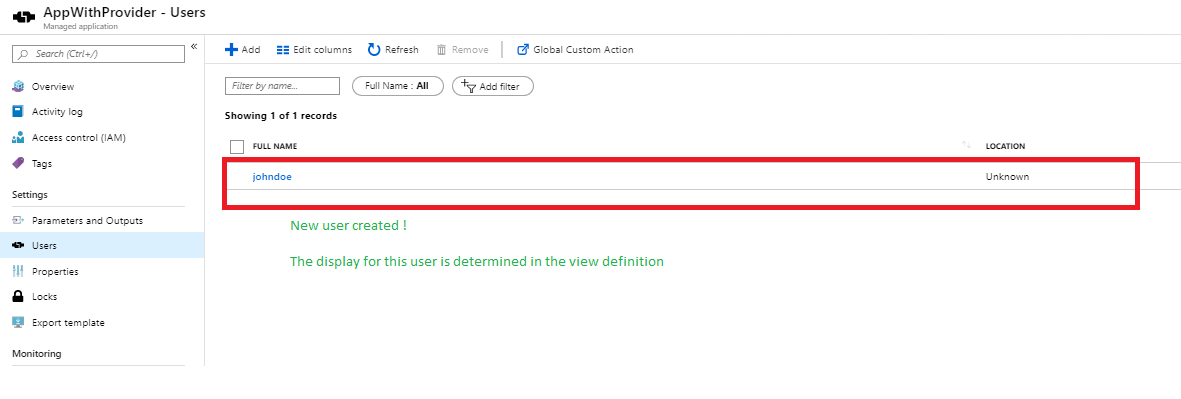 AppWithProvider - Users
Managed application
Search (Ctrl+/)
«
Overview
Activity log
Access control (IAM)
Tags
Settings
Parameters and Outputs
Users
Properties
Locks
Export template
Monitoring
Add Edit columns Refresh Remove Global Custom Action
Filter by name... Full Name : All Add filter
Showing 1 of 1 records
FULL NAME LOCATION
johndoe Unknown
New user created !
The display for this user is determined in the view definition